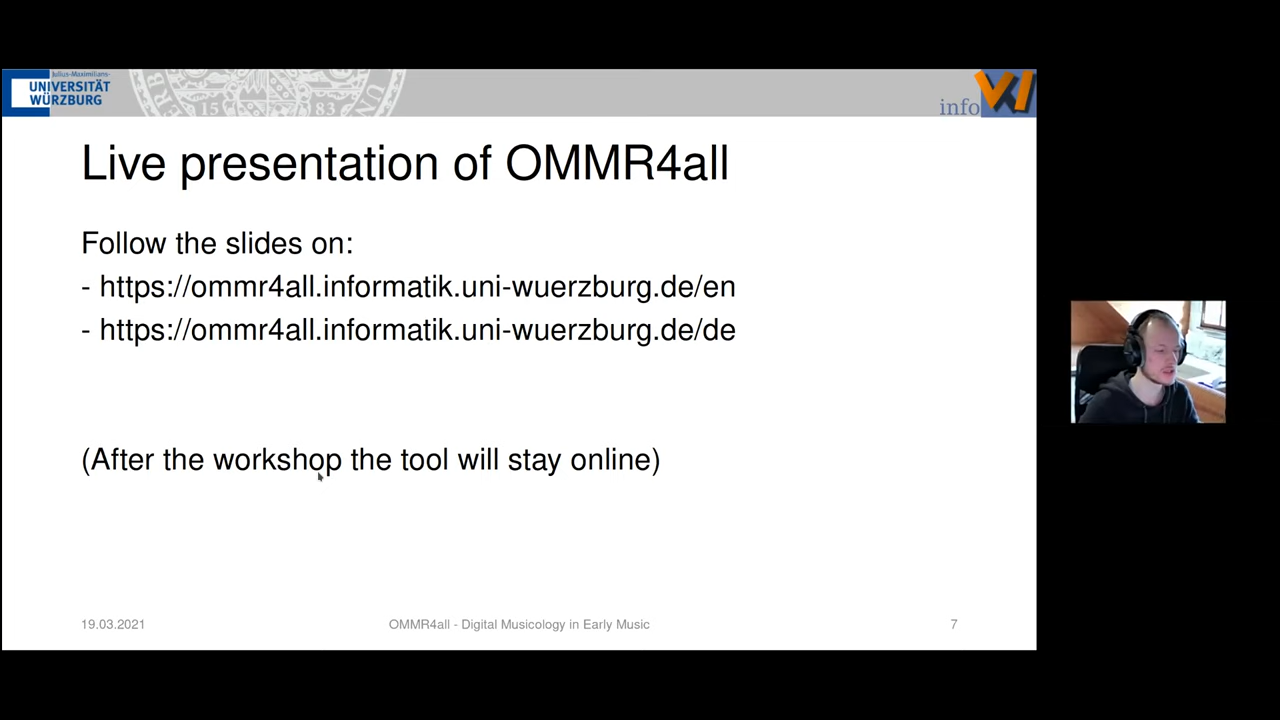 Julius-Maximilians-
UNIVERSITÄT
WÜRZBURG
15 83
info
Live presentation of OMMR4all
Follow the slides on:
- https://ommr4all.informatik.uni-wuerzburg.de/en
- https://ommr4all.informatik.uni-wuerzburg.de/de
(After the workshop the tool will stay online)
19.03.2021
OMMR4all - Digital Musicology in Early Music
7